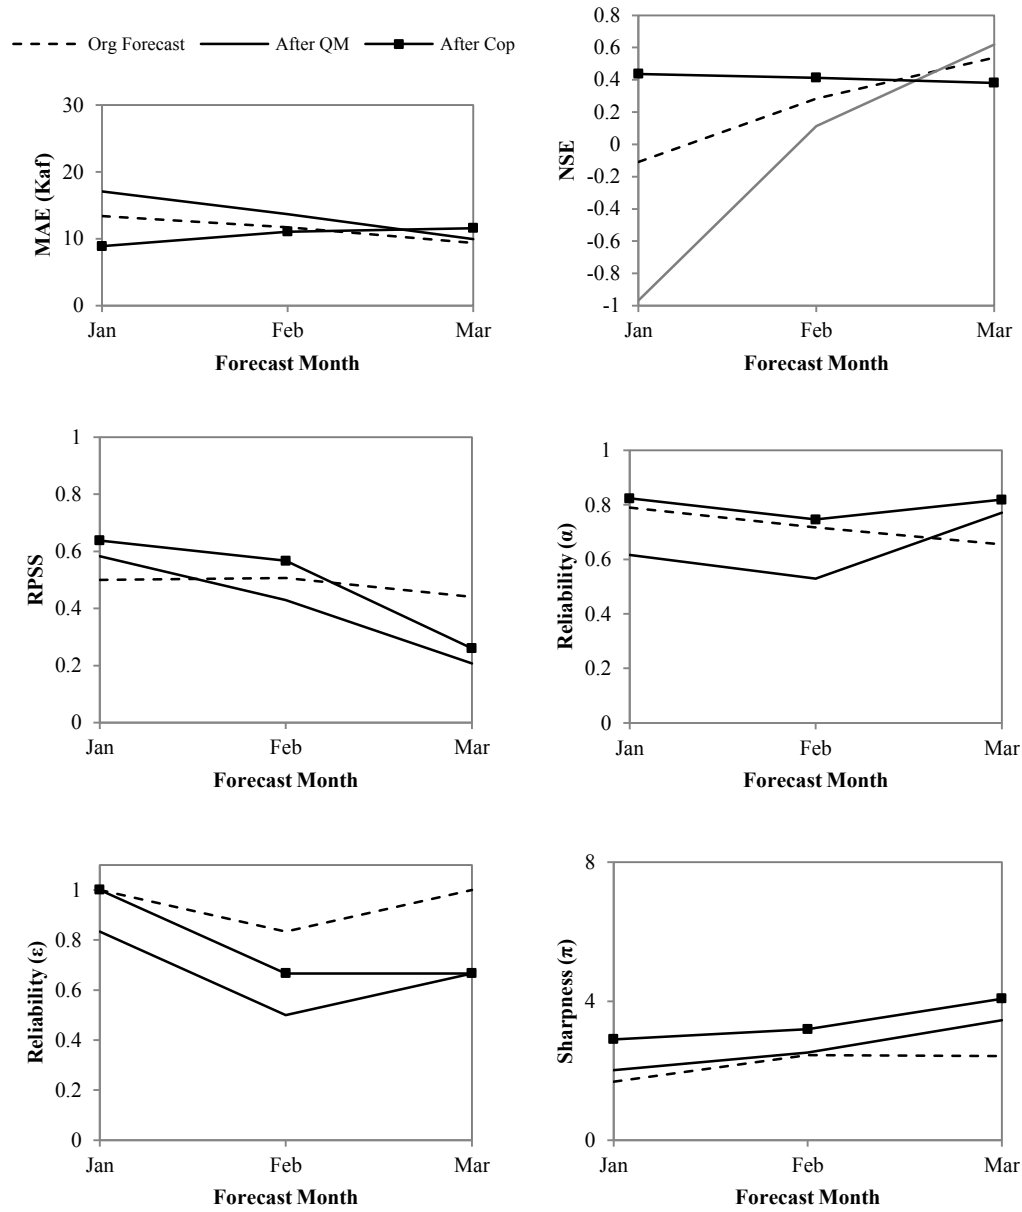 Org Forecast After QM After Cop
30
20
10
0
MAE (Kaf)
Jan Feb Mar
Forecast Month
0.8
0.6
0.4
0.2
0
-0.2
-0.4
-0.6
-0.8
-1
NSE
Jan Feb Mar
Forecast Month
1
0.8
0.6
0.4
0.2
0
RPSS
Jan Feb Mar
Forecast Month
1
0.8
0.6
0.4
0.2
0
Reliability (α)
Jan Feb Mar
Forecast Month
1
0.8
0.6
0.4
0.2
0
Reliability (ε)
Jan Feb Mar
Forecast Month
8
4
0
Sharpness (π)
Jan Feb Mar
Forecast Month